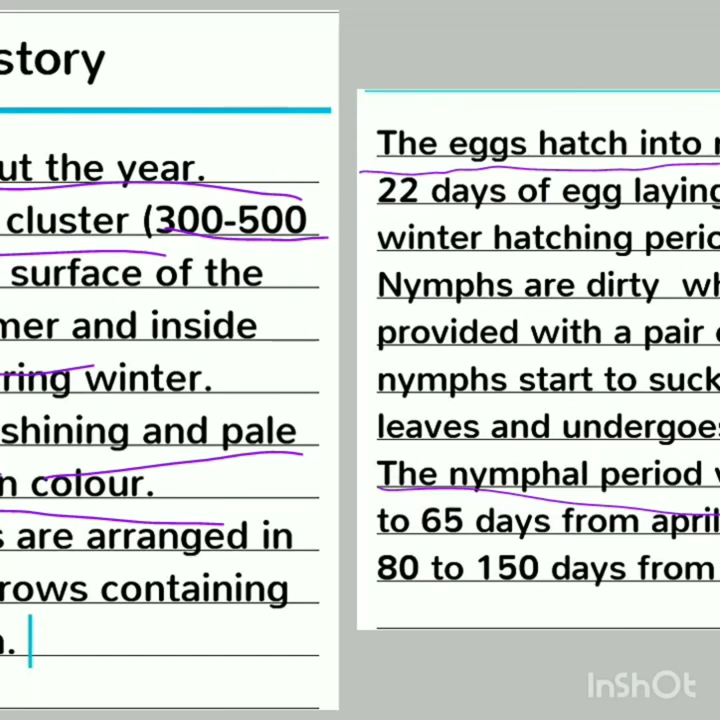 story
ut the year.
cluster (300-500
surface of the
mer and inside
ring winter.
shining and pale
n colour.
s are arranged in
rows containing
n.
The eggs hatch into
22 days of egg laying
winter hatching perio
Nymphs are dirty wh
provided with a pair
nymphs start to suck
leaves and undergoes
The nymphal period
to 65 days from april
80 to 150 days from
InShOt